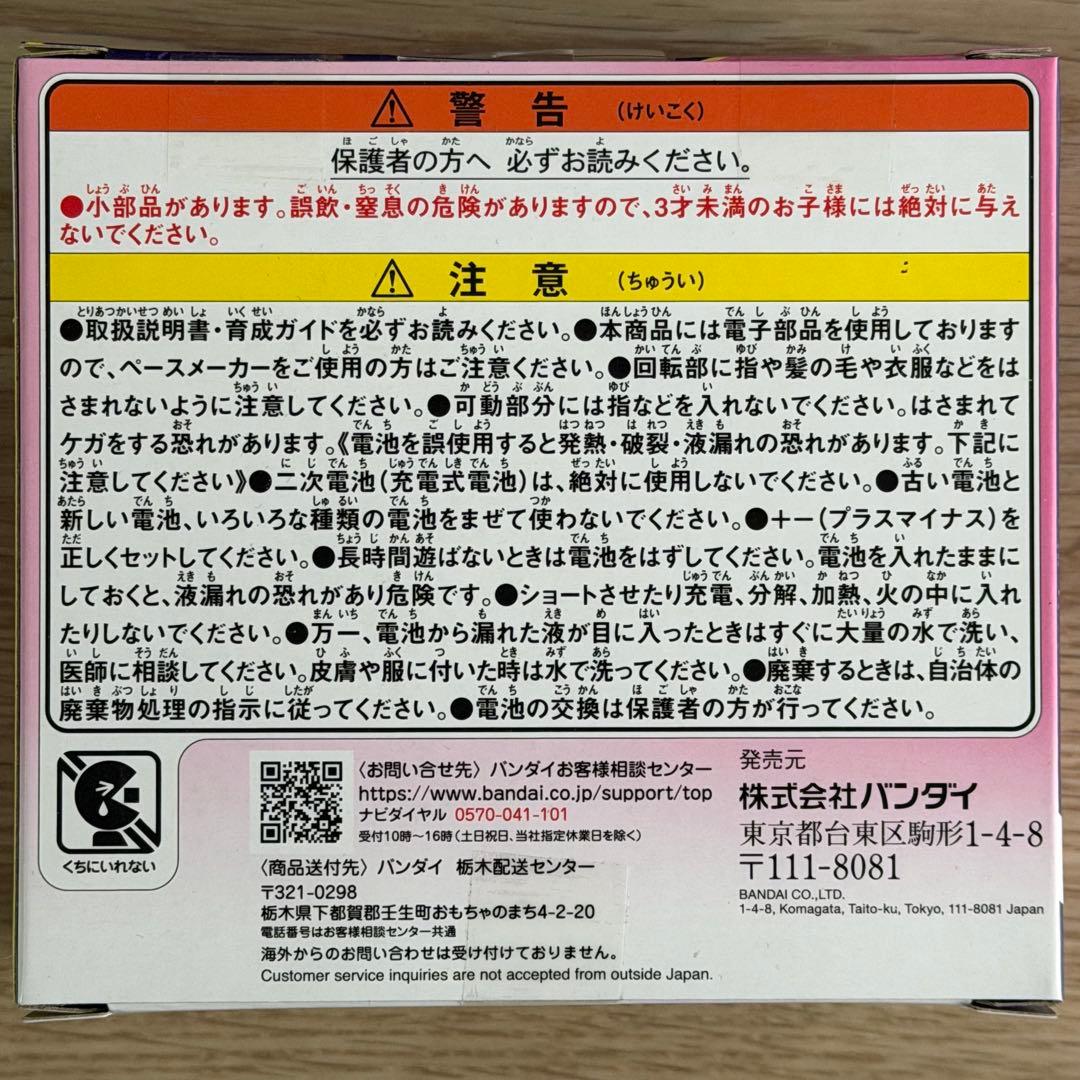 警告 (けいこく)
保護者の方へ 必ずお読みください。
●小部品があります。誤飲・窒息の危険がありますので、3才未満のお子様には絶対に与え
ないでください。
注意 (ちゅうい)
●取扱説明書・育成ガイドを必ずお読みください。●本商品には電子部品を使用しております
ので、ペースメーカーをご使用の方はご注意ください。●回転部に指や髪の毛や衣服などをは
さまれないように注意してください。●可動部分には指などを入れないでください。はさまれて
ケガをする恐れがあります。《電池を誤使用すると発熱・破裂・液漏れの恐れがあります。下記に
注意してください》●二次電池(充電式電池)は、絶対に使用しないでください。●古い電池と
新しい電池、いろいろな種類の電池をまぜて使わないでください。●+−(プラスマイナス)を
正しくセットしてください。●長時間遊ばないときは電池をはずしてください。電池を入れたままに
しておくと、液漏れの恐れがあり危険です。●ショートさせたり充電、分解、加熱、火の中に入れ
たりしないでください。●万一、電池から漏れた液が目に入ったときはすぐに大量の水で洗い、
医師に相談してください。皮膚や服に付いた時は水で洗ってください。●廃棄するときは、自治体の
廃棄物処理の指示に従ってください。●電池の交換は保護者の方が行ってください。
くちにいれない
〈お問い合せ先〉バンダイお客様相談センター
https://www.bandai.co.jp/support/top
ナビダイヤル 0570-041-101
受付10時〜16時(土日祝日、当社指定休業日を除く)
〈商品送付先〉バンダイ 栃木配送センター
〒321-0298
栃木県下都賀郡壬生町おもちゃのまち4-2-20
電話番号はお客様相談センター共通
海外からのお問い合わせは受け付けておりません。
Customer service inquiries are not accepted from outside Japan.
発売元
株式会社バンダイ
東京都台東区駒形1-4-8
〒111-8081
BANDAI CO.,LTD.
1-4-8, Komagata, Taito-ku, Tokyo, 111-8081 Japan